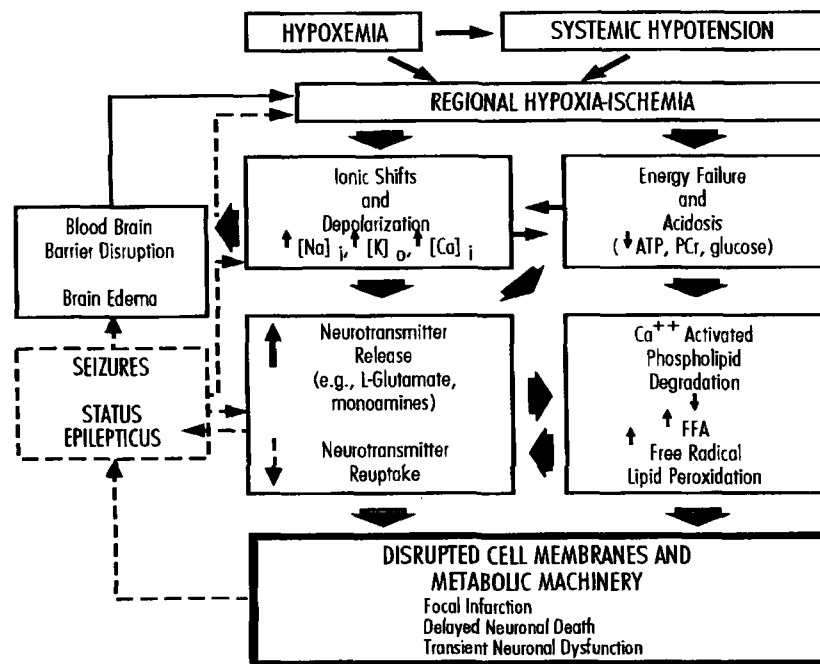 HYPOXEMIA
SYSTEMIC HYPOTENSION
REGIONAL HYPOXIA-ISCHEMIA
Ionic Shifts
and
Depolarization
↑ [Na] i, ↑ [K] o, ↑ [Ca] i
Energy Failure
and
Acidosis
(↓ ATP, PCr, glucose)
Blood Brain
Barrier Disruption
Brain Edema
SEIZURES
STATUS
EPILEPTICUS
Neurotransmitter
Release
(e.g., L-Glutamate,
monoamines)
Neurotransmitter
Reuptake
Ca++ Activated
Phospholipid
Degradation
↑ FFA
↑ Free Radical
Lipid Peroxidation
DISRUPTED CELL MEMBRANES AND
METABOLIC MACHINERY
Focal Infarction
Delayed Neuronal Death
Transient Neuronal Dysfunction